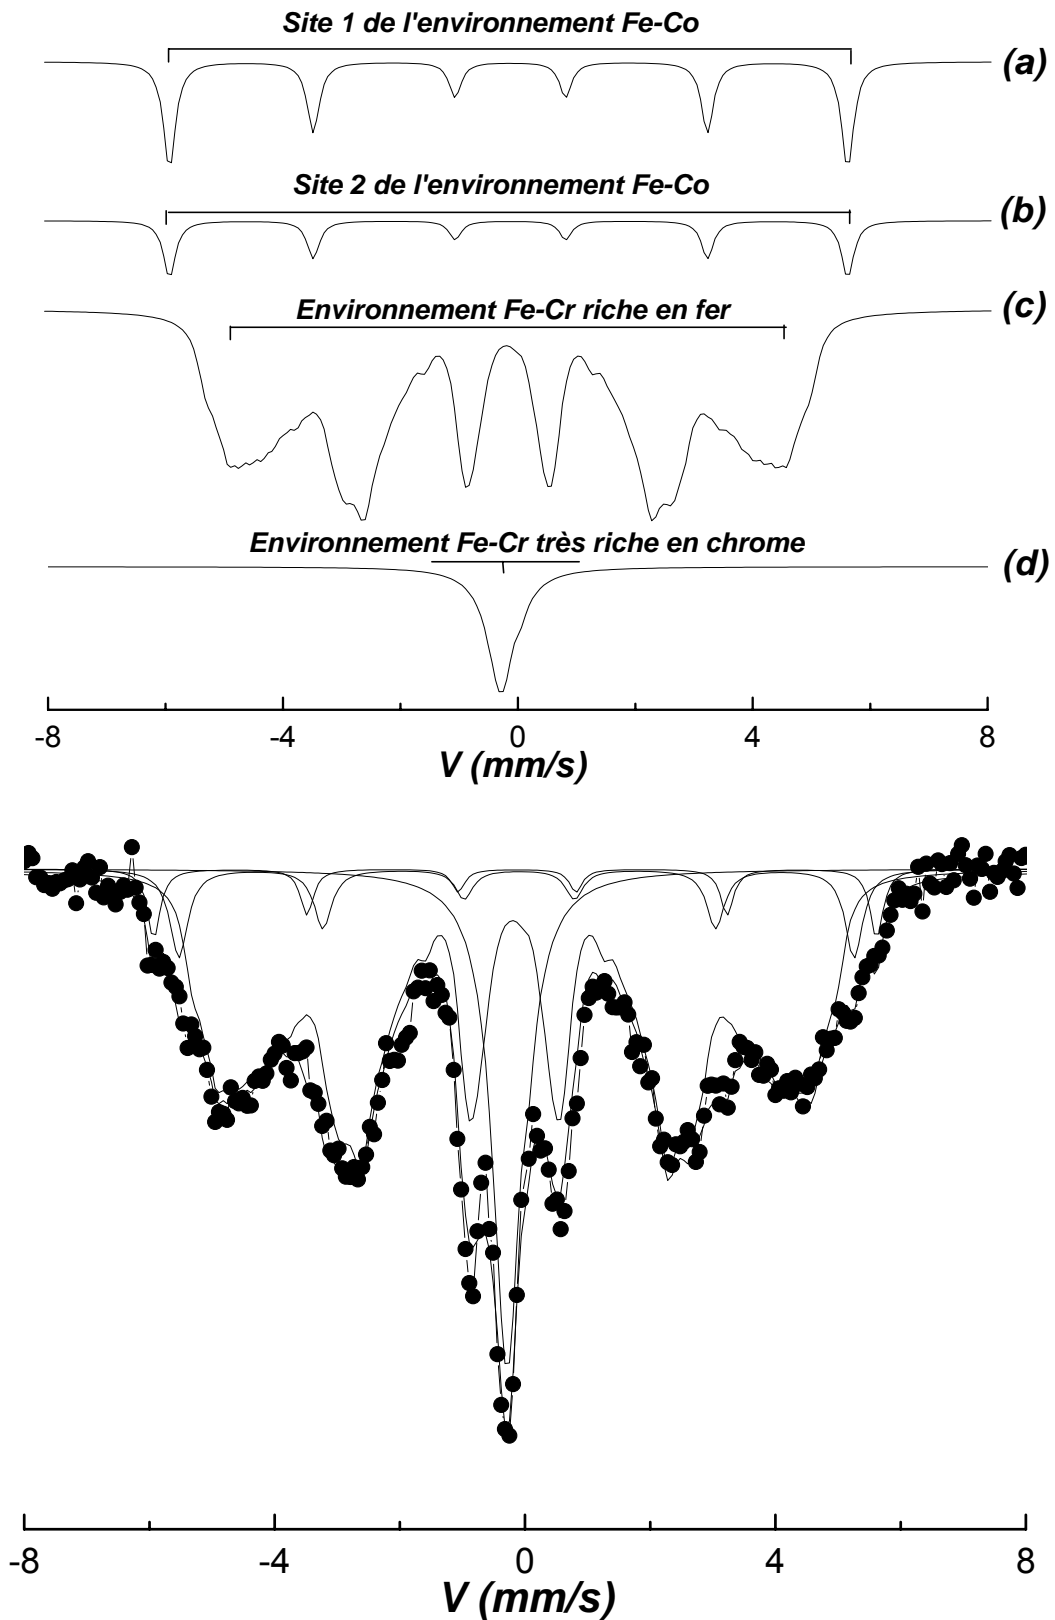 Site 1 de l'environnement Fe-Co
(a)
Site 2 de l'environnement Fe-Co
(b)
Environnement Fe-Cr riche en fer
(c)
Environnement Fe-Cr très riche en chrome
(d)
-8 -4 0 4 8
V (mm/s)
-8 -4 0 4 8
V (mm/s)